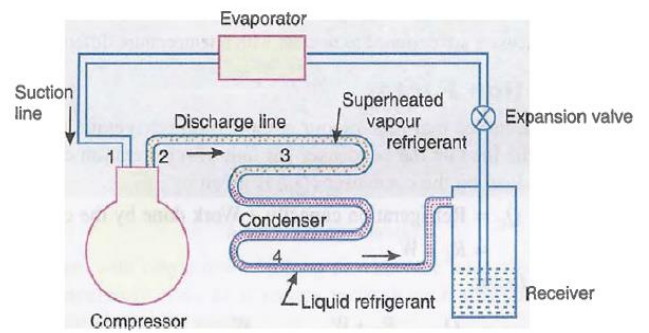 Evaporator
Suction
line
Discharge line
Superheated
vapour
refrigerant
Expansion valve
1
2
3
Condenser
4
Liquid refrigerant
Receiver
Compressor